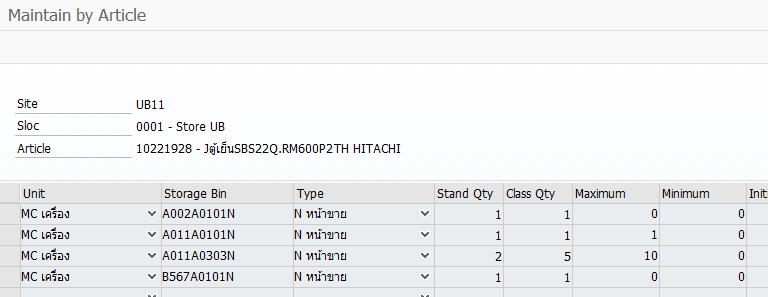 Maintain by Article
Site UB11
Sloc 0001 - Store UB
Article 10221928 - Jตู้เย็นSBS22Q.RM600P2TH HITACHI
Unit Storage Bin Type Stand Qty Class Qty Maximum Minimum Init
MC เครื่อง A002A0101N N หน้าขาย 1 1 0 0
MC เครื่อง A011A0101N N หน้าขาย 1 1 1 0
MC เครื่อง A011A0303N N หน้าขาย 2 5 10 0
MC เครื่อง B567A0101N N หน้าขาย 1 1 0 0